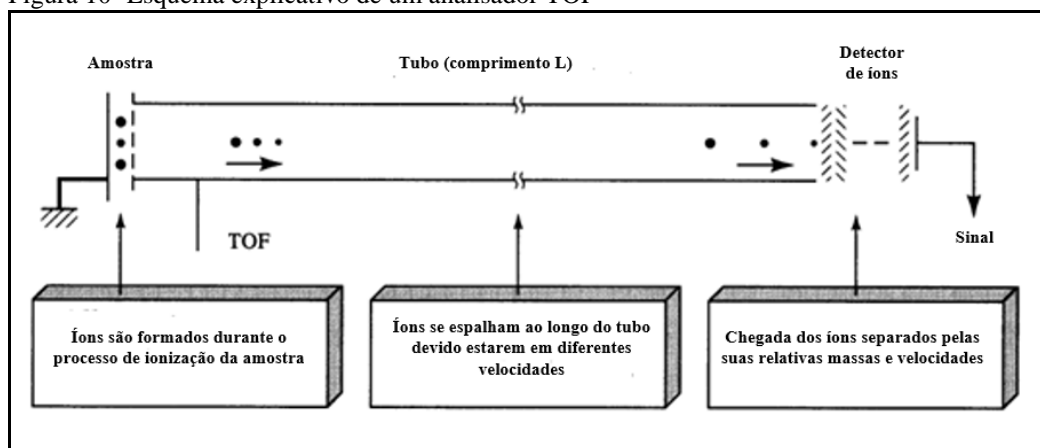 Figura 10- Esquema explicativo de um analisador TOF
Amostra
Tubo (comprimento L)
Detector
de íons
TOF
Sinal
Íons são formados durante o
processo de ionização da amostra
Íons se espalham ao longo do tubo
devido estarem em diferentes
velocidades
Chegada dos íons separados pelas
suas relativas massas e velocidades